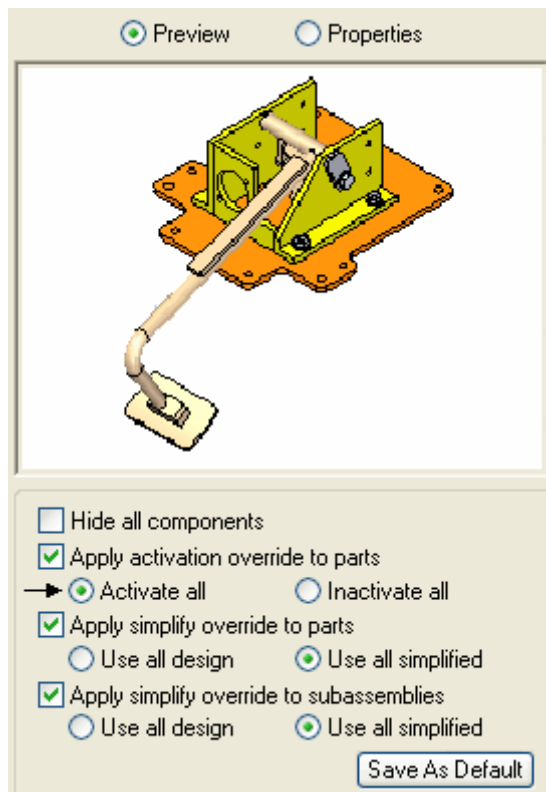 Preview Properties
Hide all components
Apply activation override to parts
Activate all Inactivate all
Apply simplify override to parts
Use all design Use all simplified
Apply simplify override to subassemblies
Use all design Use all simplified
Save As Default